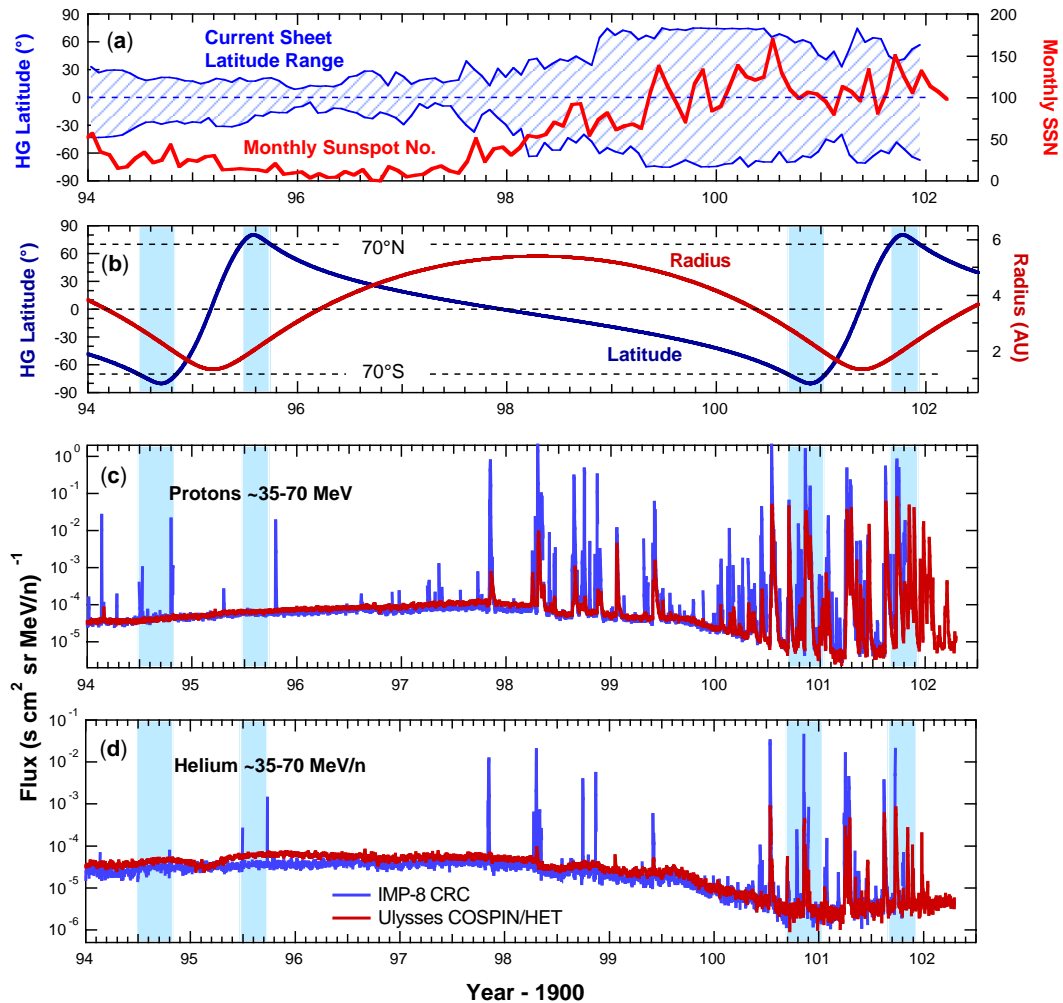 (a)
Current Sheet
Latitude Range
Monthly Sunspot No.
HG Latitude (°)
90
60
30
0
-30
-60
-90
Monthly SSN
200
150
100
50
0
94
96
98
100
102
(b)
70°N
Radius
Latitude
70°S
HG Latitude (°)
90
60
30
0
-30
-60
-90
Radius (AU)
6
4
2
94
96
98
100
102
(c)
Protons ~35-70 MeV
10^0
10^-1
10^-2
10^-3
10^-4
10^-5
94
95
96
97
98
99
100
101
102
Flux (s cm^2 sr MeV/n)^-1
(d)
Helium ~35-70 MeV/n
10^-1
10^-2
10^-3
10^-4
10^-5
10^-6
IMP-8 CRC
Ulysses COSPIN/HET
94
95
96
97
98
99
100
101
102
Year - 1900